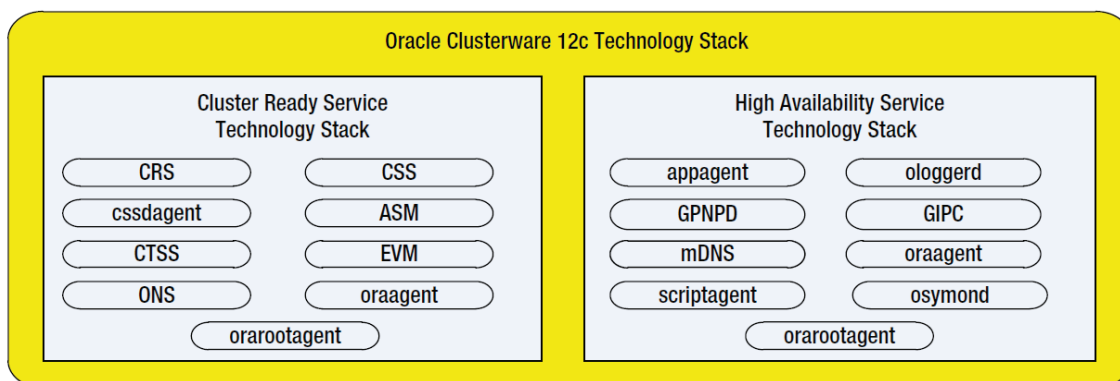 Oracle Clusterware 12c Technology Stack
Cluster Ready Service
Technology Stack
CRS
CSS
cssdagent
ASM
CTSS
EVM
ONS
oraagent
orarootagent
High Availability Service
Technology Stack
appagent
ologgerd
GPNPD
GIPC
mDNS
oraagent
scriptagent
osymond
orarootagent